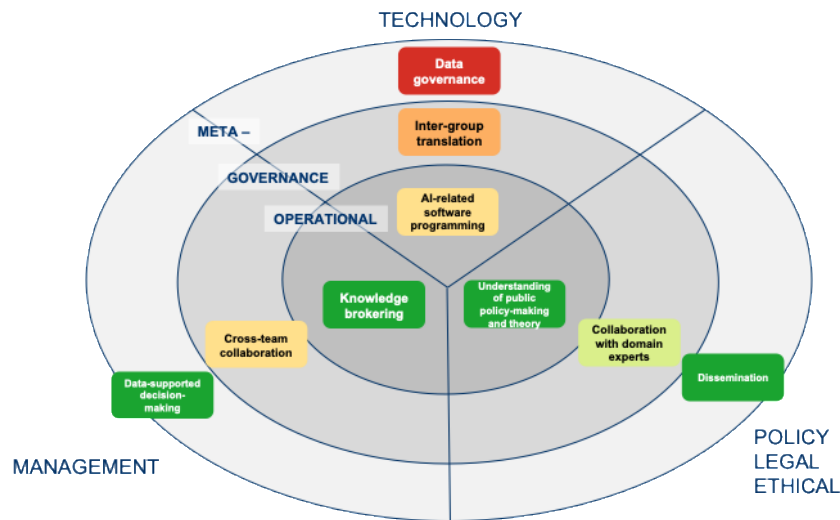 TECHNOLOGY
Data
governance
META –
Inter-group
translation
GOVERNANCE
OPERATIONAL
AI-related
software
programming
Knowledge
brokering
Understanding
of public
policy-making
and theory
Cross-team
collaboration
Collaboration
with domain
experts
Data-supported
decision-
making
Dissemination
MANAGEMENT
POLICY
LEGAL
ETHICAL